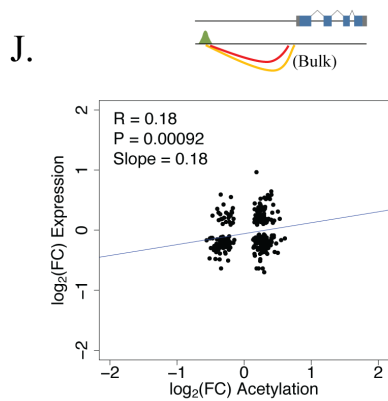 J.
(Bulk)
R = 0.18
P = 0.00092
Slope = 0.18
log2(FC) Expression
2
1
0
−1
−2
−2 −1 0 1 2
log2(FC) Acetylation